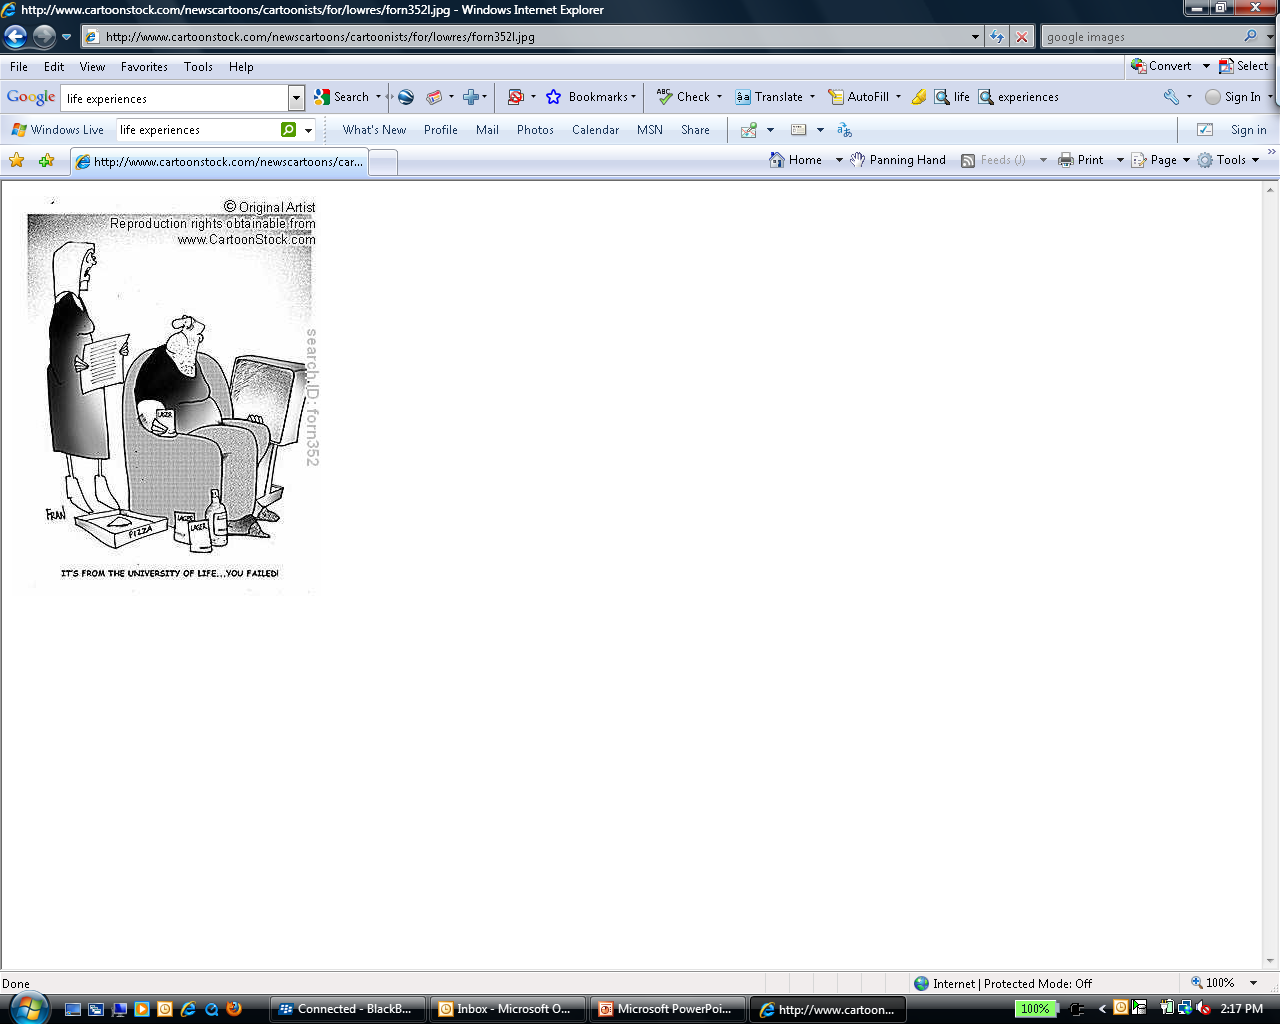 http://www.cartoonstock.com/newscartoons/cartoonists/for/lowres/forn352l.jpg - Windows Internet Explorer
http://www.cartoonstock.com/newscartoons/cartoonists/for/lowres/forn352l.jpg
google images
File Edit View Favorites Tools Help
Convert Select
Google life experiences Search Bookmarks Check Translate AutoFill life experiences Sign In
Windows Live life experiences What's New Profile Mail Photos Calendar MSN Share Sign in
http://www.cartoonstock.com/newscartoons/car... Home Panning Hand Feeds (J) Print Page Tools
© Original Artist
Reproduction rights obtainable from
www.CartoonStock.com
search ID: forn352
LAGER
FRAN
PIZZA
LAGER
LAGER
IT'S FROM THE UNIVERSITY OF LIFE...YOU FAILED!
Done Internet | Protected Mode: Off 100%
Connected - BlackB... Inbox - Microsoft O... Microsoft PowerPoi... http://www.cartoon... 100% 2:17 PM